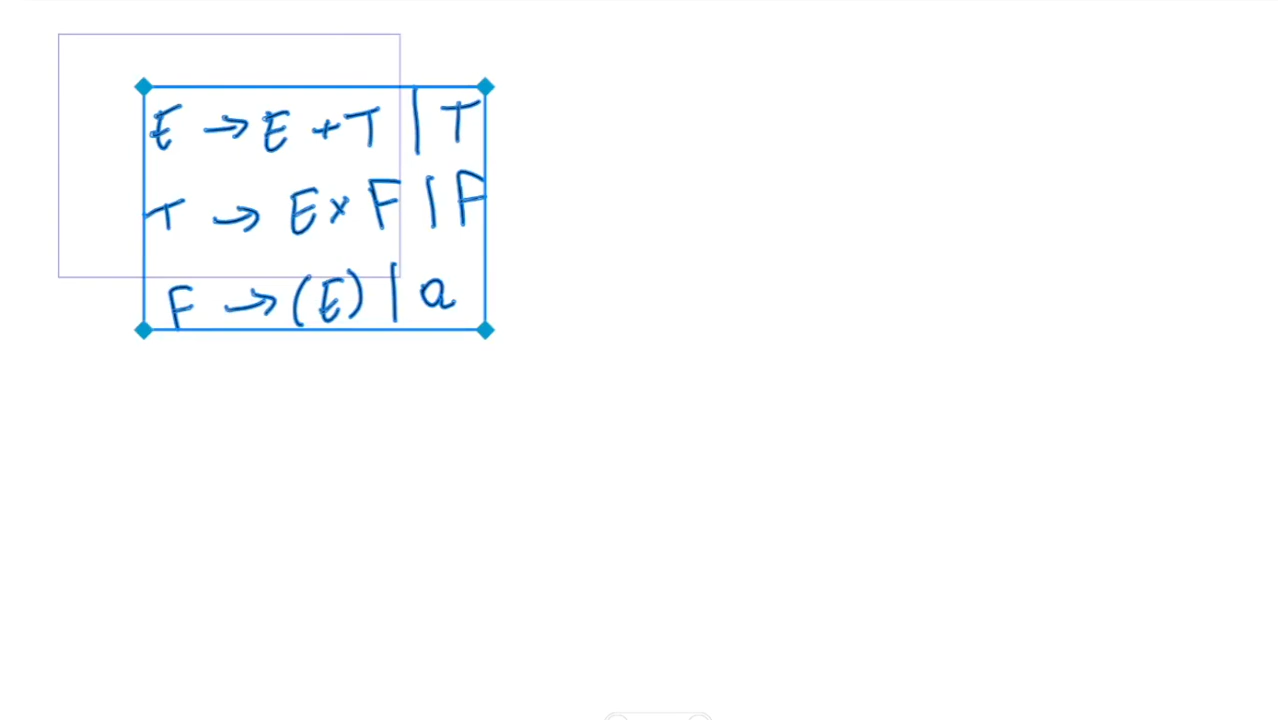 E → E + T | T
T → E × F | F
F → (E) | a